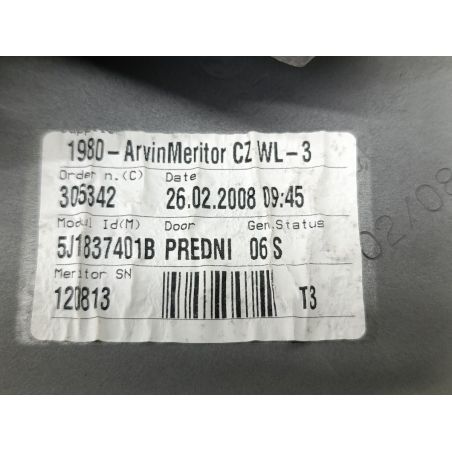 1980-ArvinMeritor CZ WL-3
Order n.(C) Date
305342 26.02.2008 09:45
Modul Id(M) Door Gen.Status
5J1837401B PREDNI 06 S
Meritor SN
120813 T3
02/08